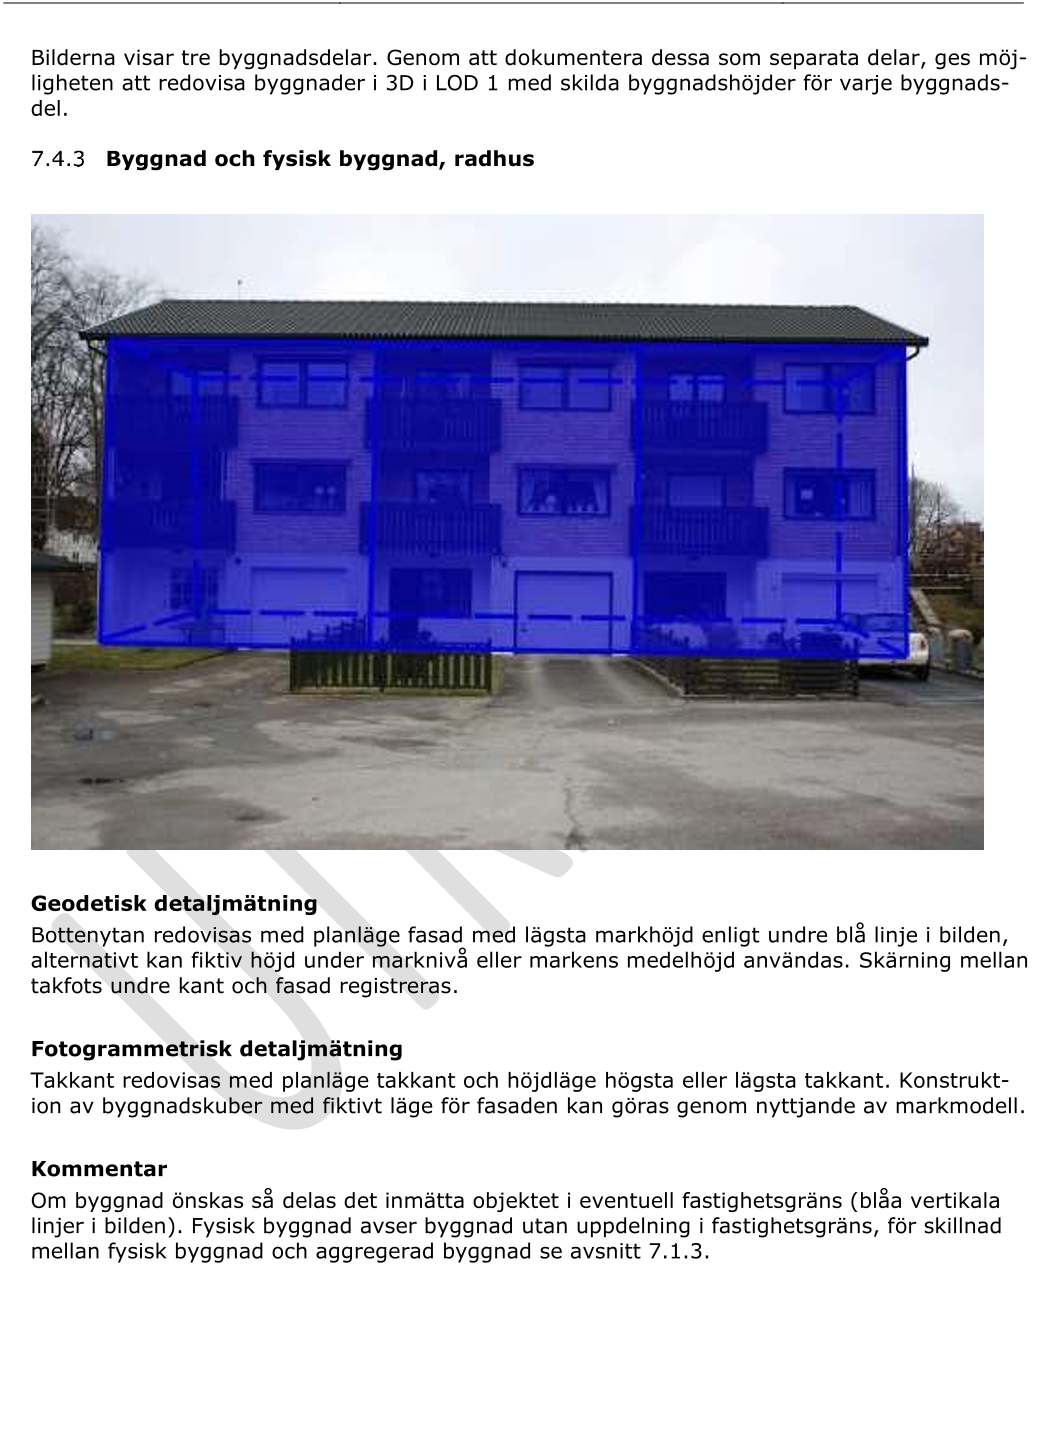 Bilderna visar tre byggnadsdelar. Genom att dokumentera dessa som separata delar, ges möj-
ligheten att redovisa byggnader i 3D i LOD 1 med skilda byggnadshöjder för varje byggnads-
del.
7.4.3 Byggnad och fysisk byggnad, radhus
Geodetisk detaljmätning
Bottenytan redovisas med planläge fasad med lägsta markhöjd enligt undre blå linje i bilden,
alternativt kan fiktiv höjd under marknivå eller markens medelhöjd användas. Skärning mellan
takfots undre kant och fasad registreras.
Fotogrammetrisk detaljmätning
Takkant redovisas med planläge takkant och höjdläge högsta eller lägsta takkant. Konstrukt-
ion av byggnadskuber med fiktivt läge för fasaden kan göras genom nyttjande av markmodell.
Kommentar
Om byggnad önskas så delas det inmätta objektet i eventuell fastighetsgräns (blåa vertikala
linjer i bilden). Fysisk byggnad avser byggnad utan uppdelning i fastighetsgräns, för skillnad
mellan fysisk byggnad och aggregerad byggnad se avsnitt 7.1.3.